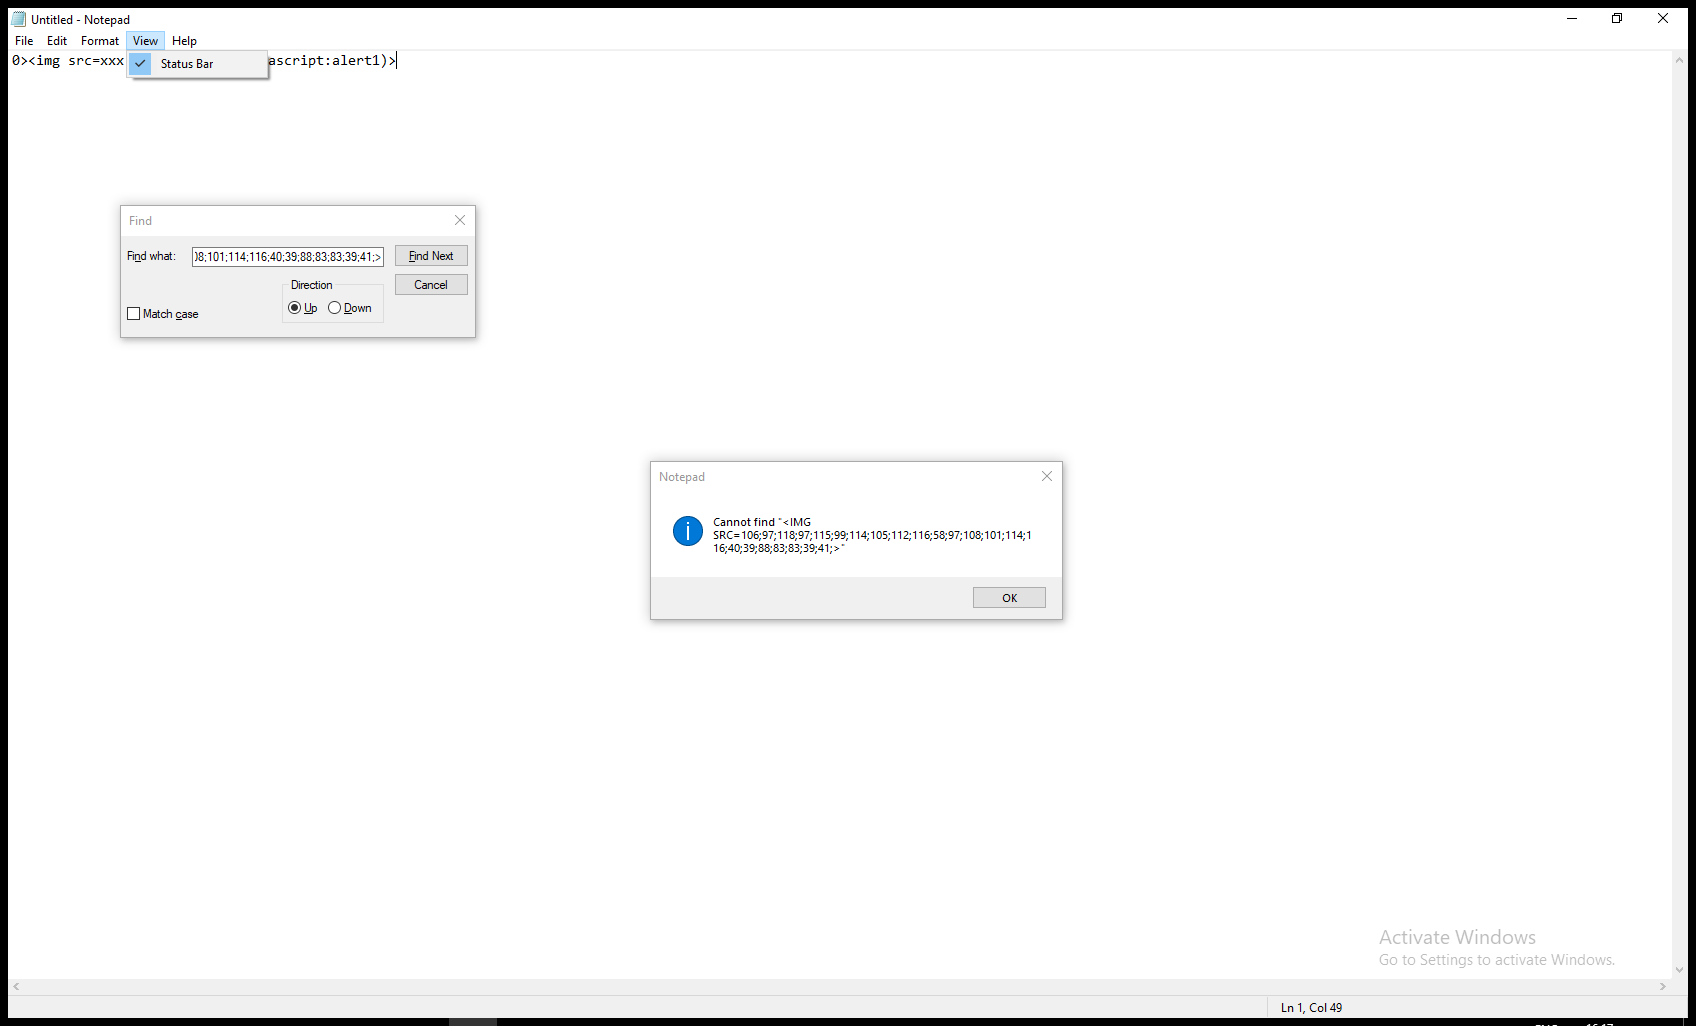 Untitled - Notepad
File Edit Format View Help
0><img src=xxx ascript:alert1)>
Status Bar
Find
Find what: 08;101;114;116;40;39;88;83;83;39;41;> Find Next
Direction Cancel
Up Down
Match case
Notepad
Cannot find "<IMG
SRC=106;97;118;97;115;99;114;105;112;116;58;97;108;101;114;1
16;40;39;88;83;83;39;41;>"
OK
Activate Windows
Go to Settings to activate Windows.
Ln 1, Col 49